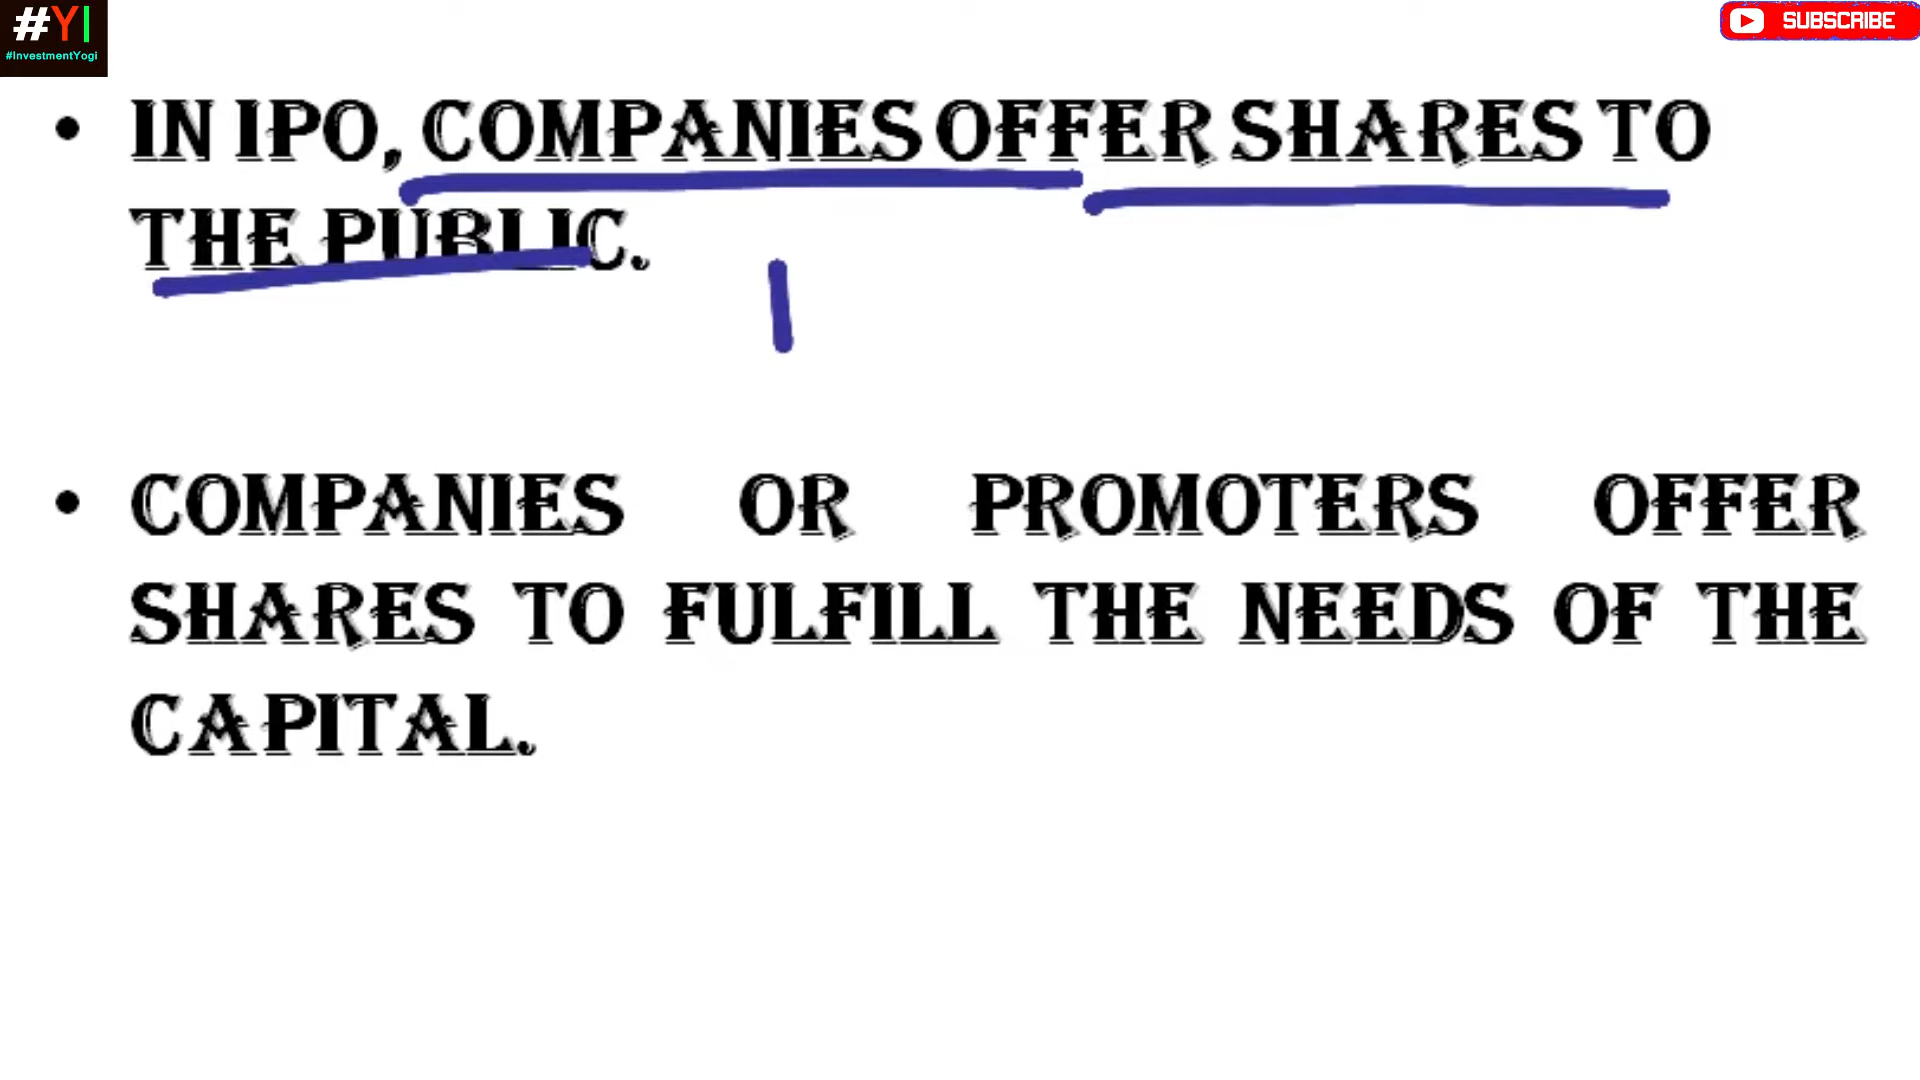 #YI
#InvestmentYogi
SUBSCRIBE
• IN IPO, COMPANIES OFFER SHARES TO
THE PUBLIC.
• COMPANIES OR PROMOTERS OFFER
SHARES TO FULFILL THE NEEDS OF THE
CAPITAL.